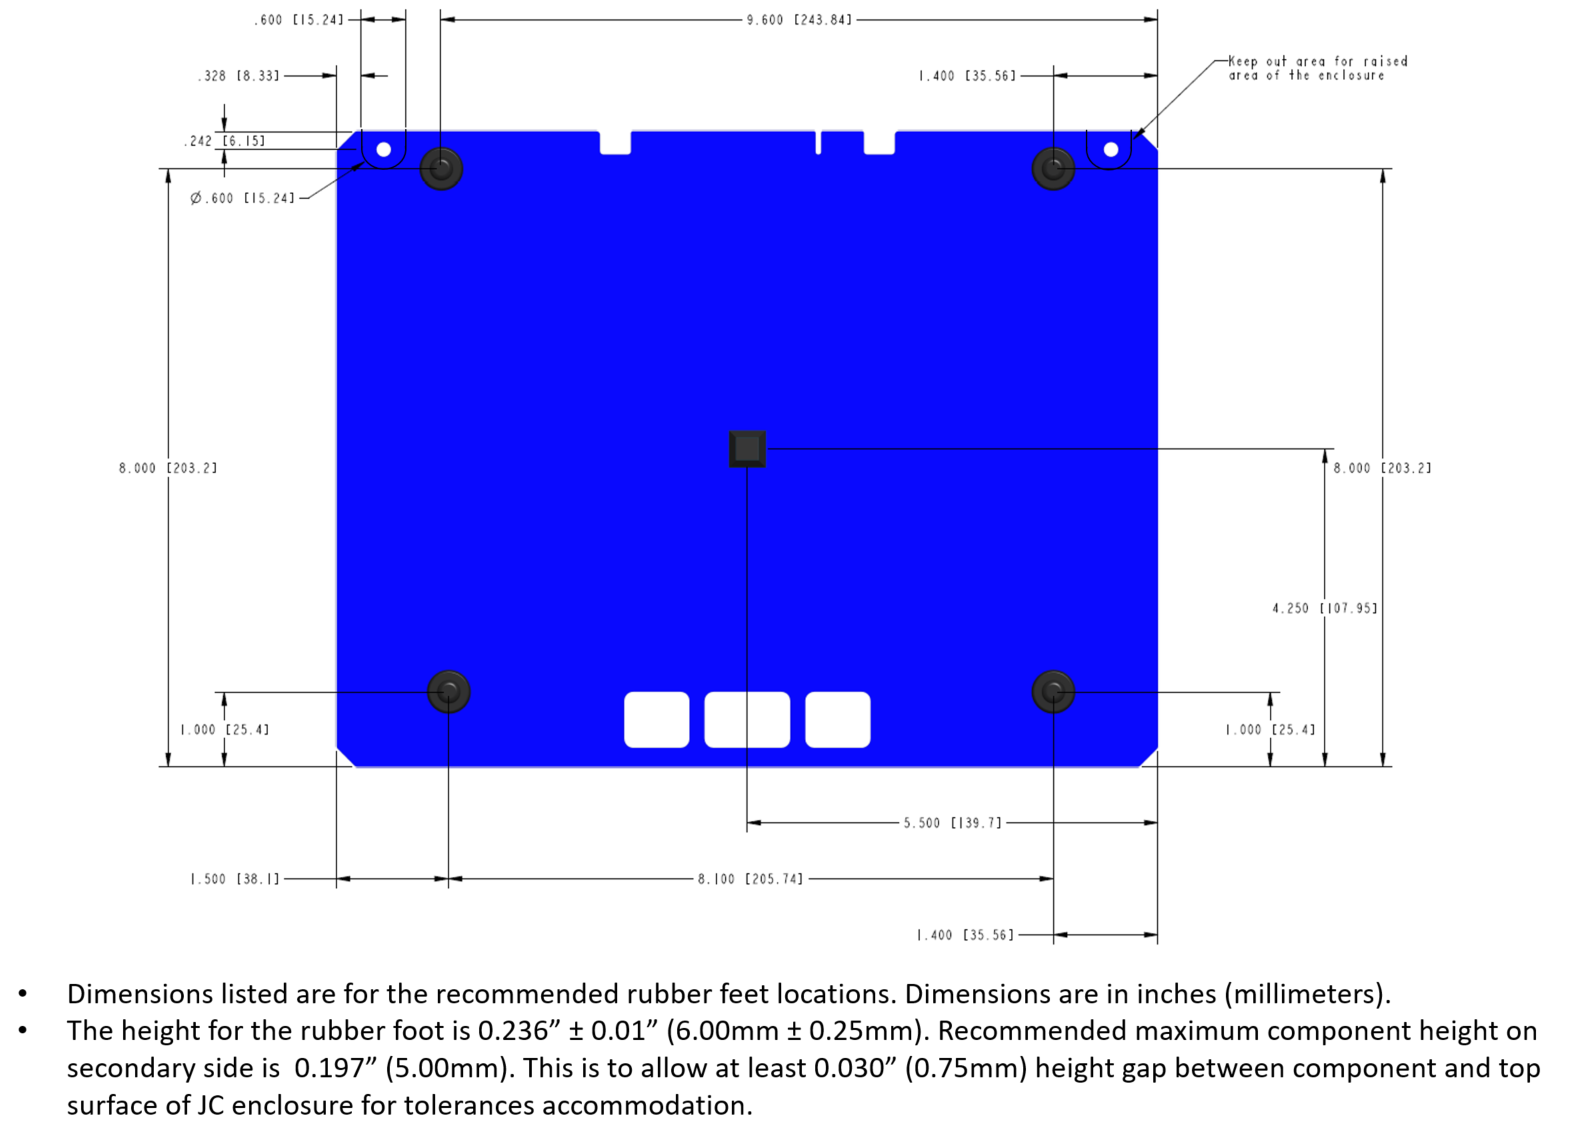 .600 [15.24]
9.600 [243.84]
.328 [8.33]
1.400 [35.56]
Keep out area for raised
area of the enclosure
.242 [6.15]
Ø.600 [15.24]
8.000 [203.2]
8.000 [203.2]
4.250 [107.95]
1.000 [25.4]
1.000 [25.4]
5.500 [139.7]
1.500 [38.1]
8.100 [205.74]
1.400 [35.56]
• Dimensions listed are for the recommended rubber feet locations. Dimensions are in inches (millimeters).
• The height for the rubber foot is 0.236” ± 0.01” (6.00mm ± 0.25mm). Recommended maximum component height on
secondary side is 0.197” (5.00mm). This is to allow at least 0.030” (0.75mm) height gap between component and top
surface of JC enclosure for tolerances accommodation.